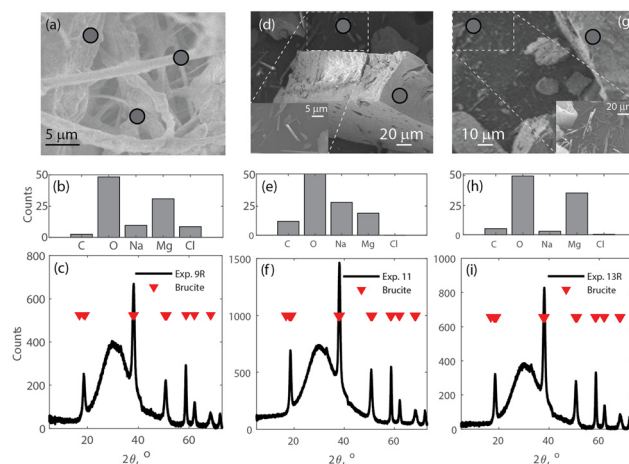 (a)
5 μm
(d)
5 μm
20 μm
(g)
10 μm
20 μm
(b)
50
25
0
Counts
C O Na Mg Cl
(e)
50
25
0
C O Na Mg Cl
(h)
50
25
0
C O Na Mg Cl
(c)
Exp. 9R
Brucite
800
600
400
200
0
Counts
20 40 60
2θ, °
(f)
Exp. 11
Brucite
1500
1000
500
0
20 40 60
2θ, °
(i)
Exp. 13R
Brucite
1000
800
600
400
200
0
20 40 60
2θ, °